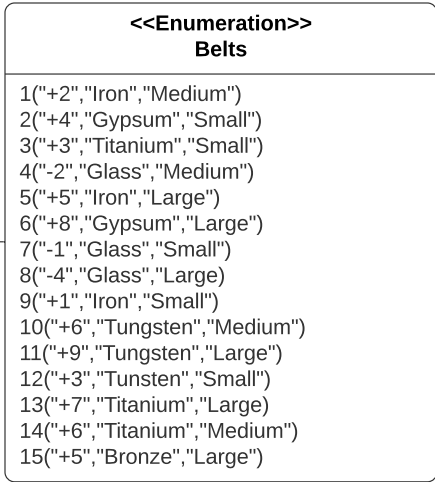 <<Enumeration>>
Belts
1("+2","Iron","Medium")
2("+4","Gypsum","Small")
3("+3","Titanium","Small")
4("-2","Glass","Medium")
5("+5","Iron","Large")
6("+8","Gypsum","Large")
7("-1","Glass","Small")
8("-4","Glass","Large)
9("+1","Iron","Small")
10("+6","Tungsten","Medium")
11("+9","Tungsten","Large")
12("+3","Tunsten","Small")
13("+7","Titanium","Large)
14("+6","Titanium","Medium")
15("+5","Bronze","Large")